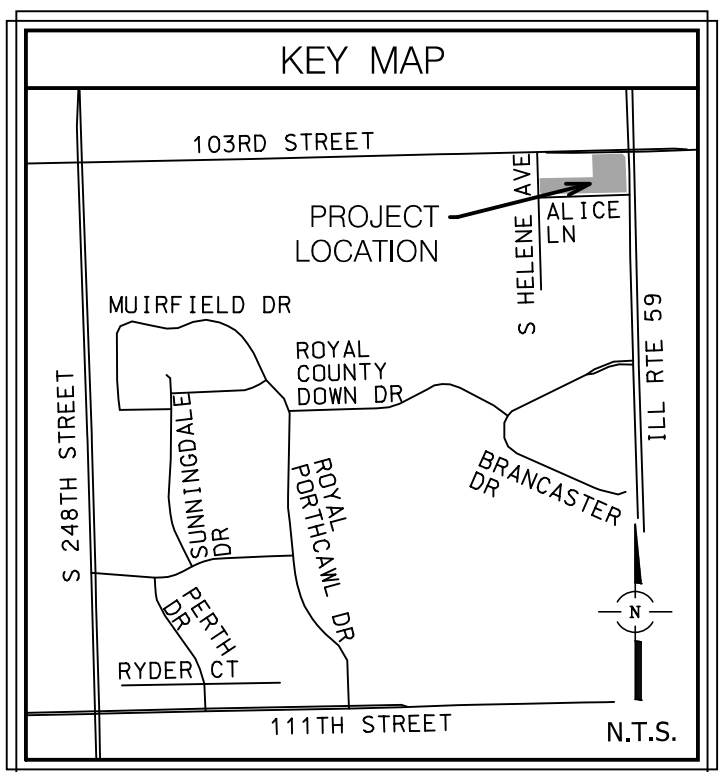 KEY MAP
103RD STREET
S HELENE AVE
PROJECT
LOCATION
ALICE
LN
MUIRFIELD DR
ROYAL
COUNTY
DOWN DR
ILL RTE 59
S 248TH STREET
SUNNINGDALE
DR
ROYAL
PORTHCAWL DR
BRANCASTER
DR
PERTH
DR
N
RYDER CT
111TH STREET
N.T.S.